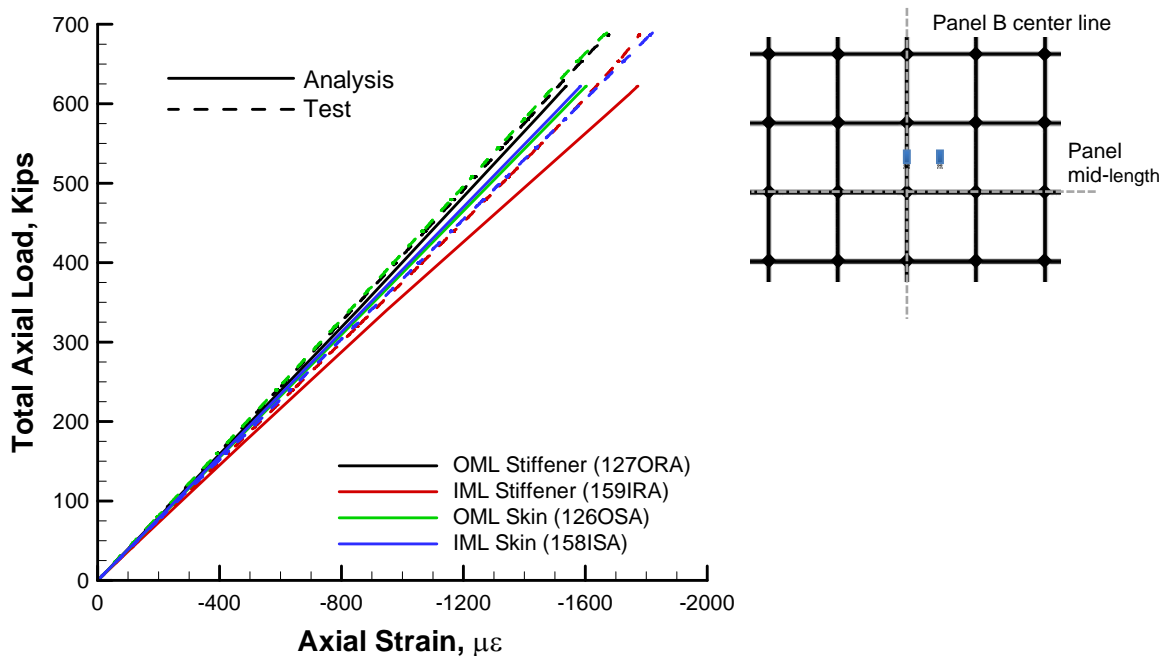 700
600
500
400
300
200
100
0
Total Axial Load, Kips
Analysis
Test
OML Stiffener (127ORA)
IML Stiffener (159IRA)
OML Skin (126OSA)
IML Skin (158ISA)
0 -400 -800 -1200 -1600 -2000
Axial Strain, με
Panel B center line
Panel
mid-length